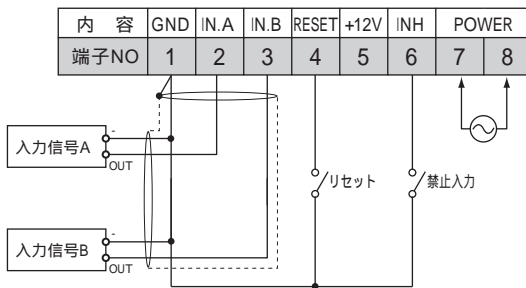 内 容 GND IN.A IN.B RESET +12V INH POWER
端子NO 1 2 3 4 5 6 7 8
入力信号A
-
OUT
リセット
禁止入力
入力信号B
-
OUT